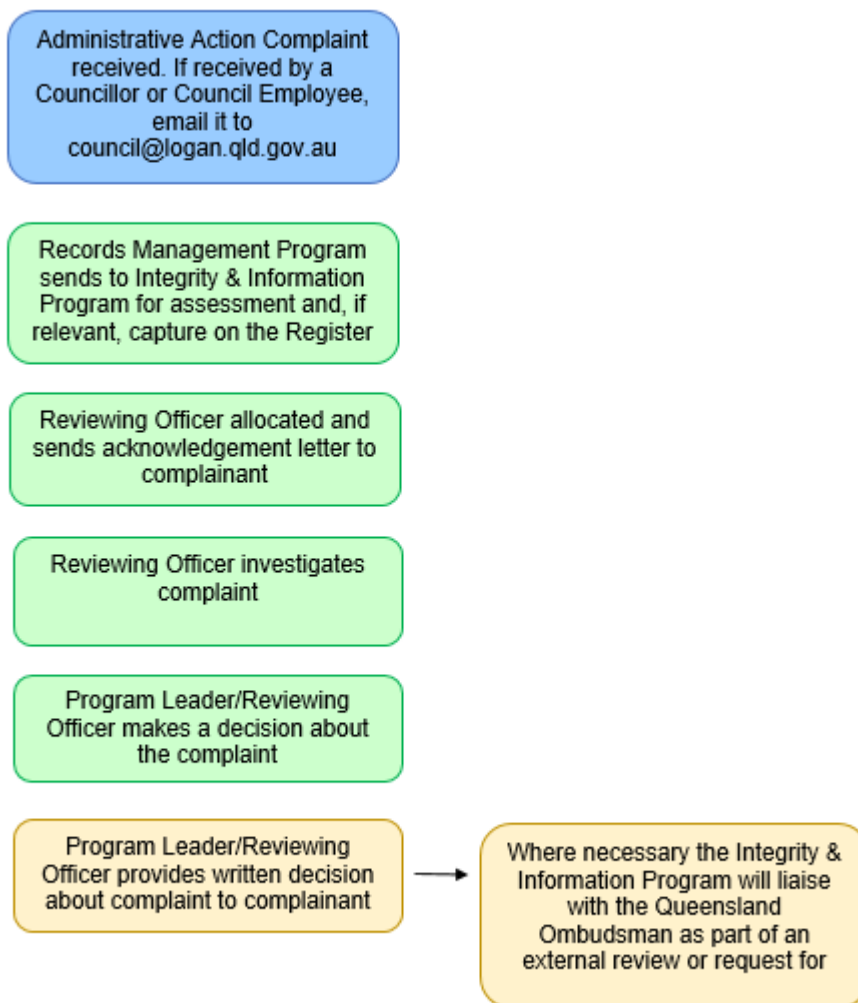 Administrative Action Complaint
received. If received by a
Councillor or Council Employee,
email it to
council@logan.qld.gov.au
Records Management Program
sends to Integrity & Information
Program for assessment and, if
relevant, capture on the Register
Reviewing Officer allocated and
sends acknowledgement letter to
complainant
Reviewing Officer investigates
complaint
Program Leader/Reviewing
Officer makes a decision about
the complaint
Program Leader/Reviewing
Officer provides written decision
about complaint to complainant
Where necessary the Integrity &
Information Program will liaise
with the Queensland
Ombudsman as part of an
external review or request for